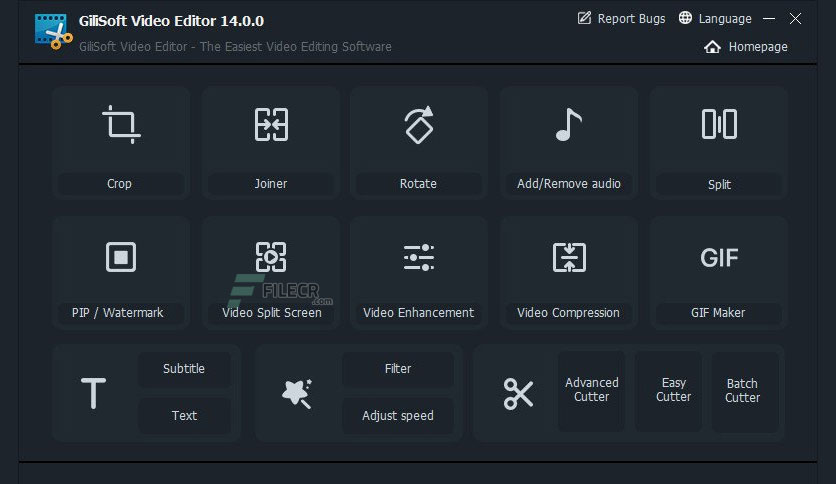 GiliSoft Video Editor 14.0.0
Report Bugs
Language
GiliSoft Video Editor - The Easiest Video Editing Software
Homepage
Crop
Joiner
Rotate
Add/Remove audio
Split
GIF
FILECR
.com
PIP / Watermark
Video Split Screen
Video Enhancement
Video Compression
GIF Maker
T
Subtitle
Text
Filter
Adjust speed
Advanced
Cutter
Easy
Cutter
Batch
Cutter